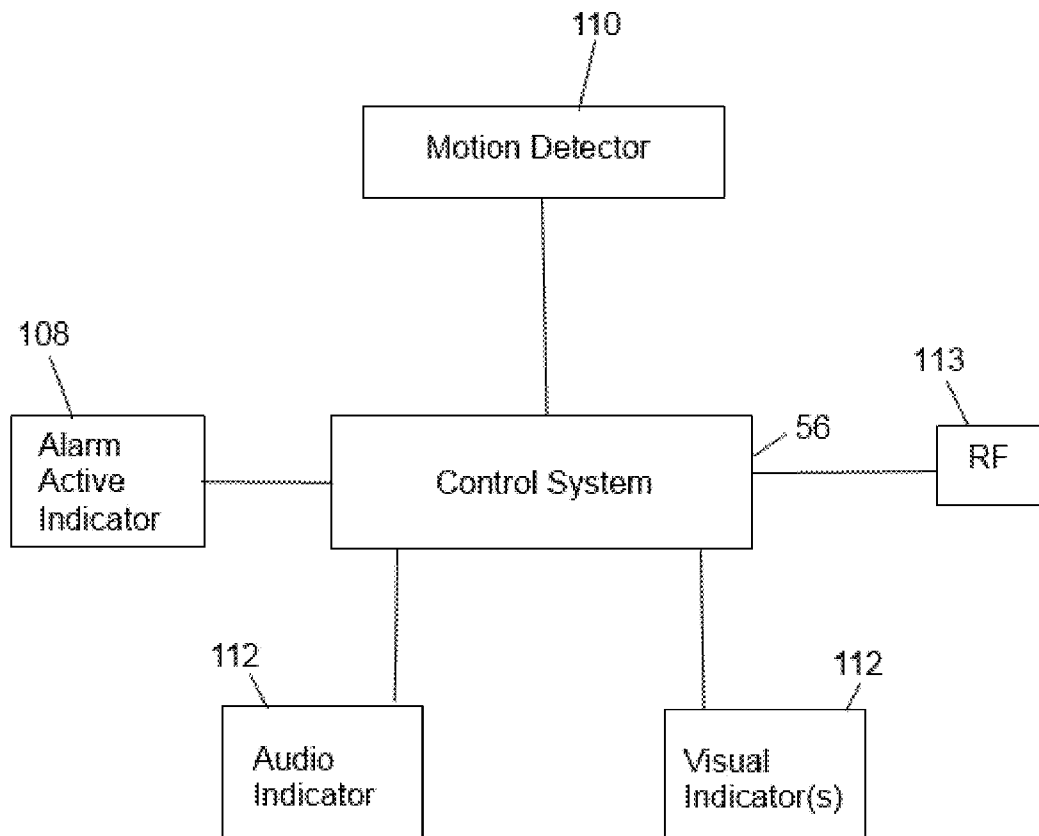 110
Motion Detector
108
Alarm
Active
Indicator
Control System
56
113
RF
112
Audio
Indicator
112
Visual
Indicator(s)